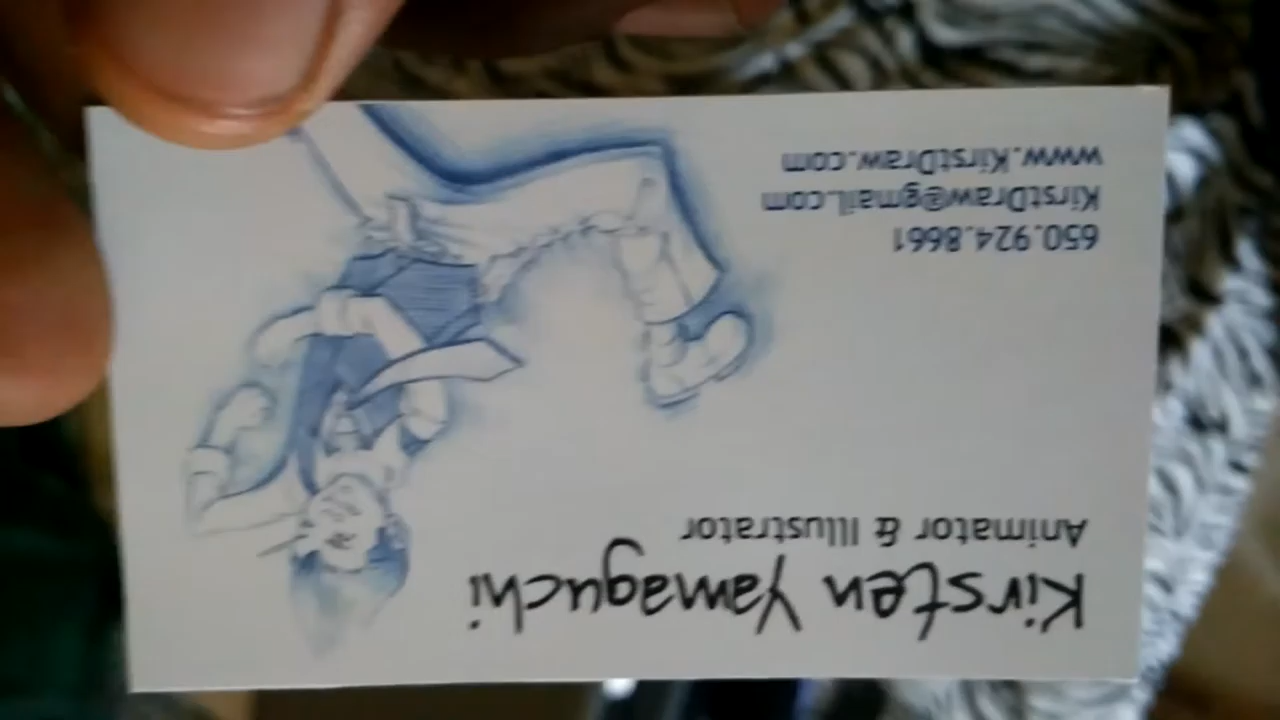 Kirsten Yamaguchi
Animator & Illustrator
650.924.8661
KirstDraw@gmail.com
www.KirstDraw.com